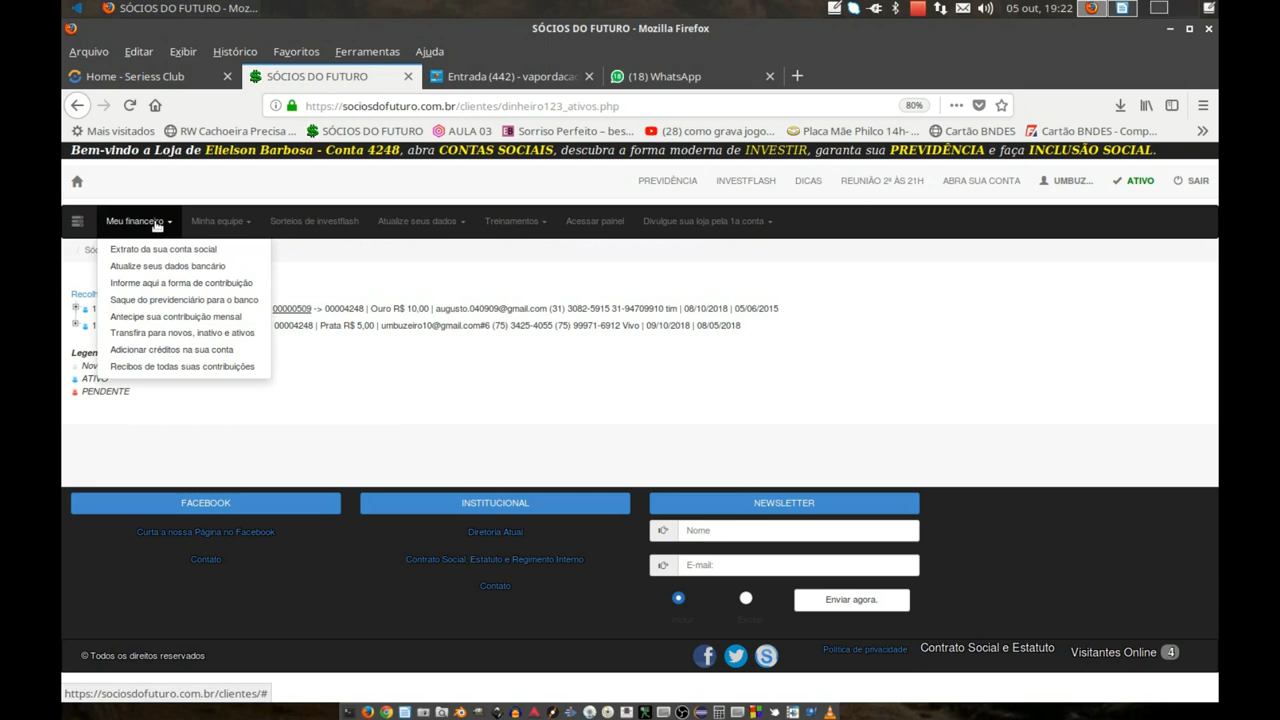 SÓCIOS DO FUTURO - Moz...
05 out, 19:22
SÓCIOS DO FUTURO - Mozilla Firefox
Arquivo Editar Exibir Histórico Favoritos Ferramentas Ajuda
Home - Seriess Club
SÓCIOS DO FUTURO
Entrada (442) - vapordacac
(18) WhatsApp
https://sociosdofuturo.com.br/clientes/dinheiro123_ativos.php
80%
Mais visitados
RW Cachoeira Precisa ...
SÓCIOS DO FUTURO
AULA 03
Sorriso Perfeito – bes...
(28) como grava jogo...
Placa Mãe Philco 14h- ...
Cartão BNDES
Cartão BNDES - Comp...
Bem-vindo a Loja de Elielson Barbosa - Conta 4248, abra CONTAS SOCIAIS, descubra a forma moderna de INVESTIR, garanta sua PREVIDÊNCIA e faça INCLUSÃO SOCIAL.
PREVIDÊNCIA INVESTFLASH DICAS REUNIÃO 2ª ÀS 21H ABRA SUA CONTA UMBUZ... ATIVO SAIR
Meu financeiro Minha equipe Sorteios de investflash Atualize seus dados Treinamentos Acessar painel Divulgue sua loja pela 1a conta
Extrato da sua conta social
Atualize seus dados bancário
Informe aqui a forma de contribuição
Saque do previdenciário para o banco
Antecipe sua contribuição mensal
Transfira para novos, inativo e ativos
Adicionar créditos na sua conta
Recibos de todas suas contribuições
Sóc
Recolh
1 00000509 -> 00004248 | Ouro R$ 10,00 | augusto.040909@gmail.com (31) 3082-5915 31-94709910 tim | 08/10/2018 | 05/06/2015
1 00004248 | Prata R$ 5,00 | umbuzeiro10@gmail.com#6 (75) 3425-4055 (75) 99971-6912 Vivo | 09/10/2018 | 08/05/2018
Legen
Nov
ATIVO
PENDENTE
FACEBOOK
Curta a nossa Página no Facebook
Contato
INSTITUCIONAL
Diretoria Atual
Contrato Social, Estatuto e Regimento Interno
Contato
NEWSLETTER
Nome
E-mail:
Incluir Excluir
Enviar agora.
© Todos os direitos reservados
Política de privacidade
Contrato Social e Estatuto
Visitantes Online 4
https://sociosdofuturo.com.br/clientes/#